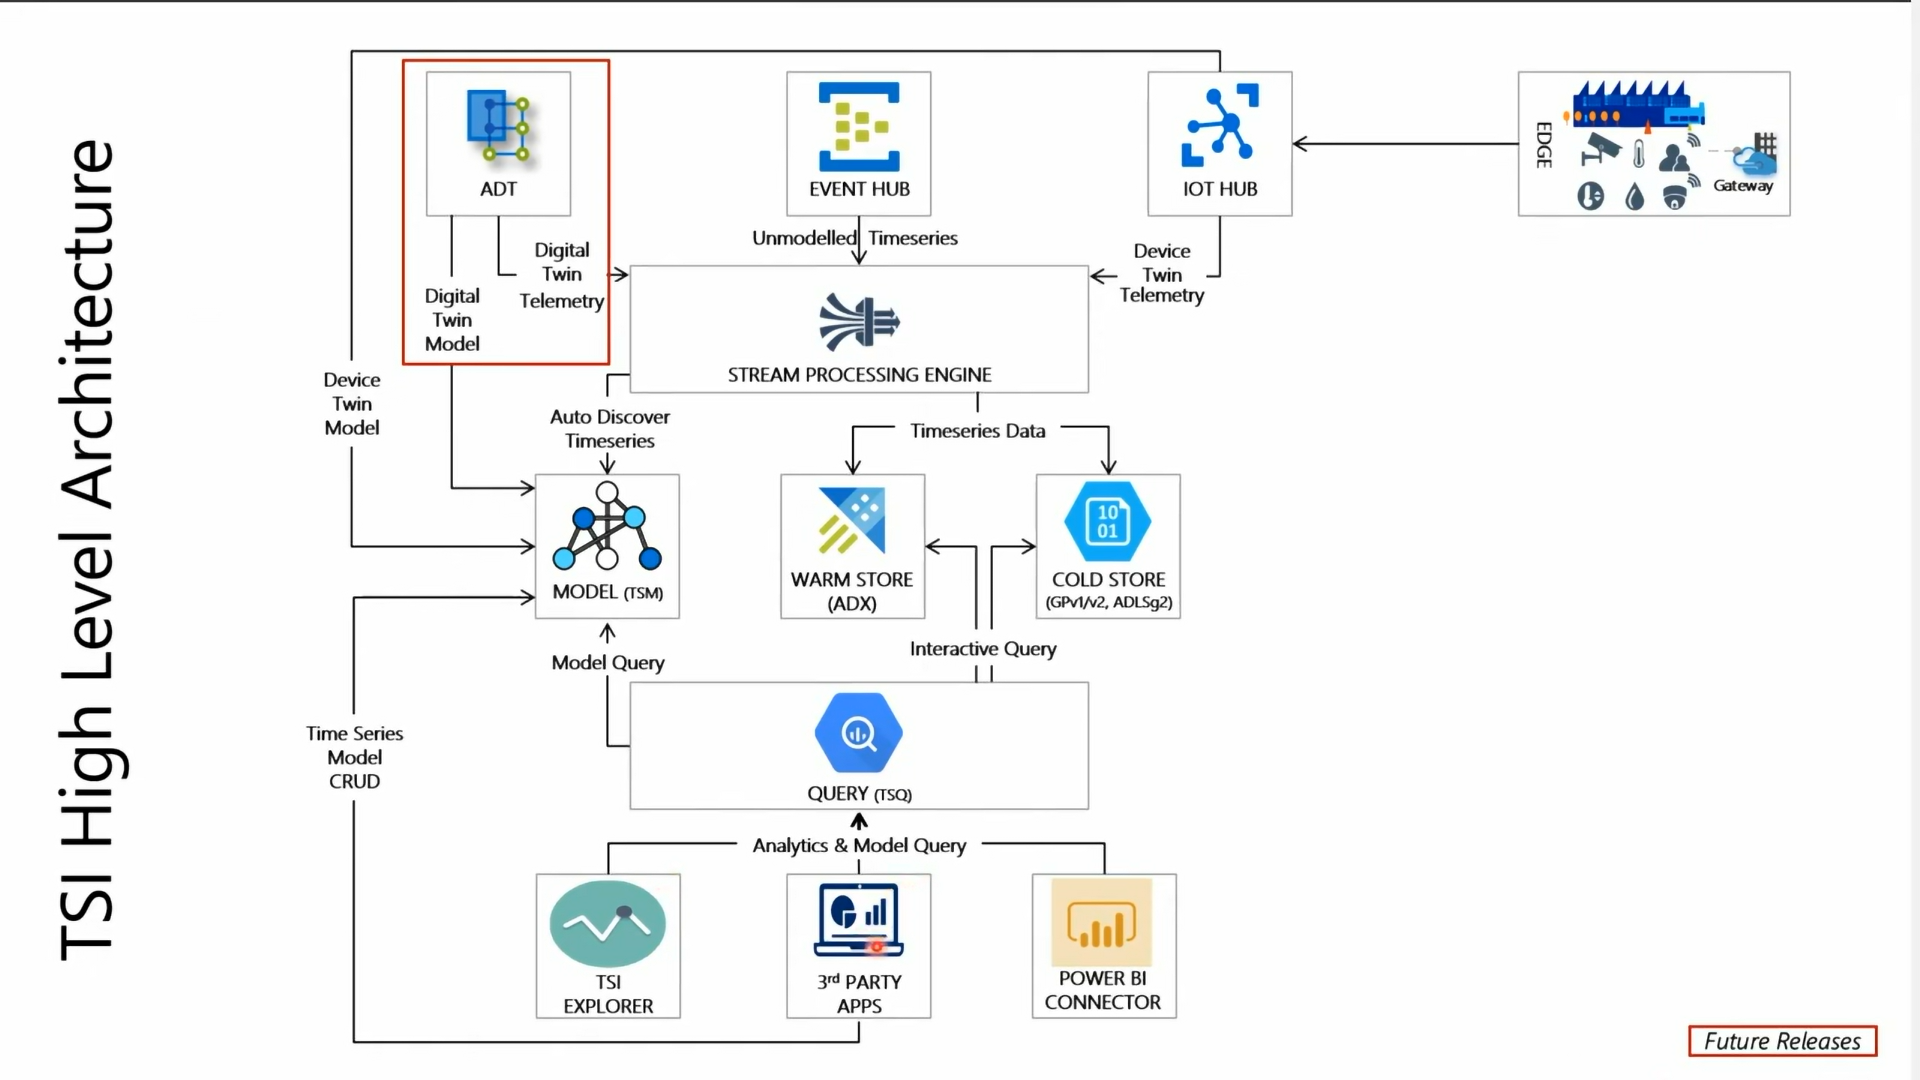 TSI High Level Architecture
ADT
EVENT HUB
IOT HUB
EDGE
Gateway
Digital
Twin
Telemetry
Unmodelled Timeseries
Device
Twin
Telemetry
Digital
Twin
Model
STREAM PROCESSING ENGINE
Device
Twin
Model
Auto Discover
Timeseries
Timeseries Data
MODEL (TSM)
WARM STORE
(ADX)
10
01
COLD STORE
(GPv1/v2, ADLSg2)
Model Query
Interactive Query
Time Series
Model
CRUD
QUERY (TSQ)
Analytics & Model Query
TSI
EXPLORER
3rd PARTY
APPS
POWER BI
CONNECTOR
Future Releases